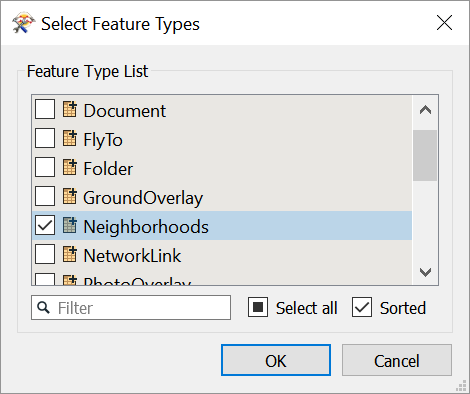 Select Feature Types
Feature Type List
Document
FlyTo
Folder
GroundOverlay
Neighborhoods
NetworkLink
PhotoOverlay
Filter
Select all
Sorted
OK
Cancel